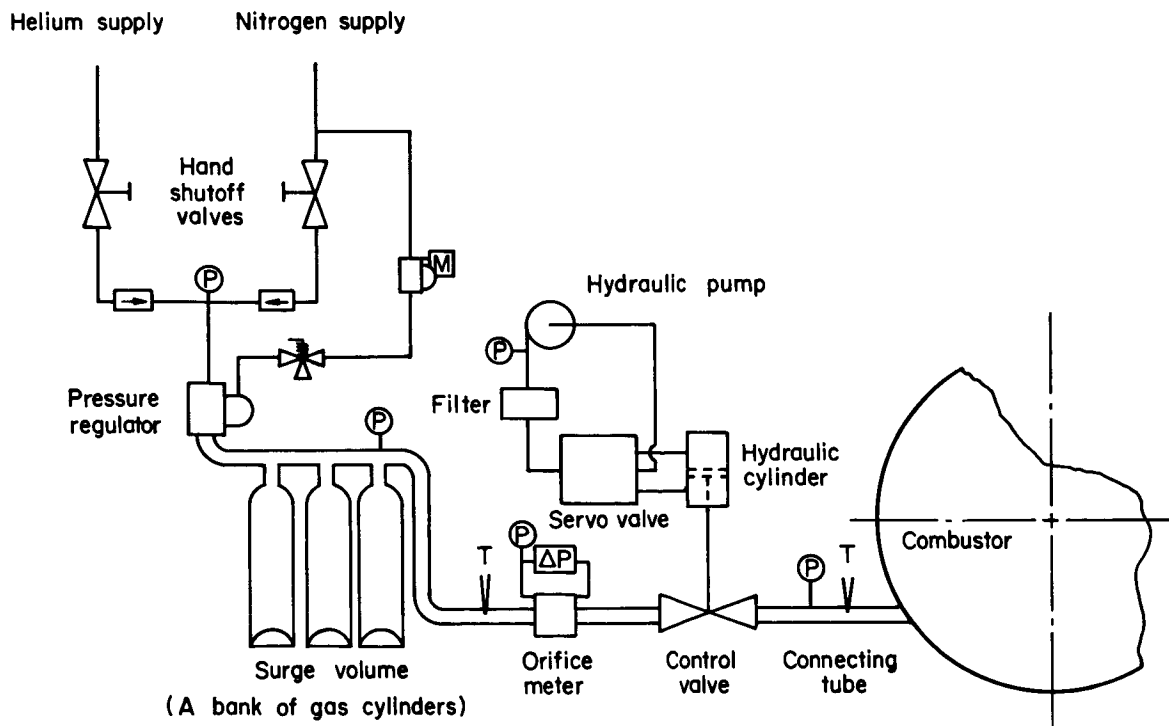 Helium supply
Nitrogen supply
Hand
shutoff
valves
P
M
Hydraulic pump
P
Pressure
regulator
Filter
P
Hydraulic
cylinder
Servo valve
P
ΔP
T
Combustor
P
T
Surge volume
(A bank of gas cylinders)
Orifice
meter
Control
valve
Connecting
tube